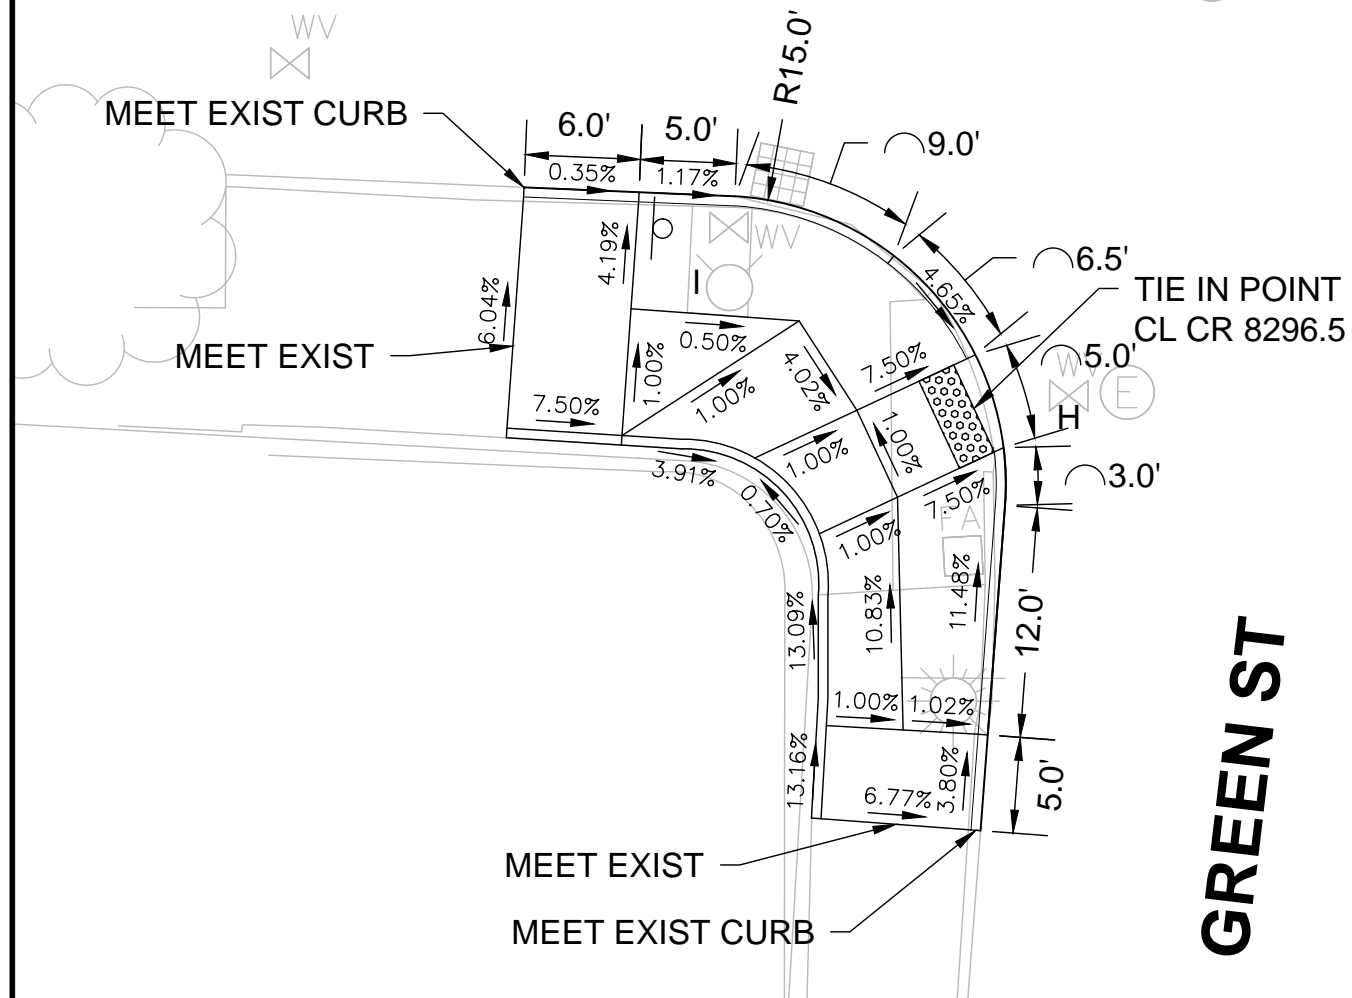 WV
R15.0'
MEET EXIST CURB
6.0'
5.0'
9.0'
0.35%
1.17%
4.19%
WV
6.5'
4.65%
TIE IN POINT
CL CR 8296.5
I
6.04%
MEET EXIST
0.50%
1.00%
1.00%
4.02%
7.50%
5.0'
WV
E
H
7.50%
1.00%
1.00%
3.91%
0.70%
7.50%
3.0'
FA
1.00%
13.09%
10.83%
11.48%
12.0'
1.00%
1.02%
13.16%
6.77%
3.80%
5.0'
GREEN ST
MEET EXIST
MEET EXIST CURB